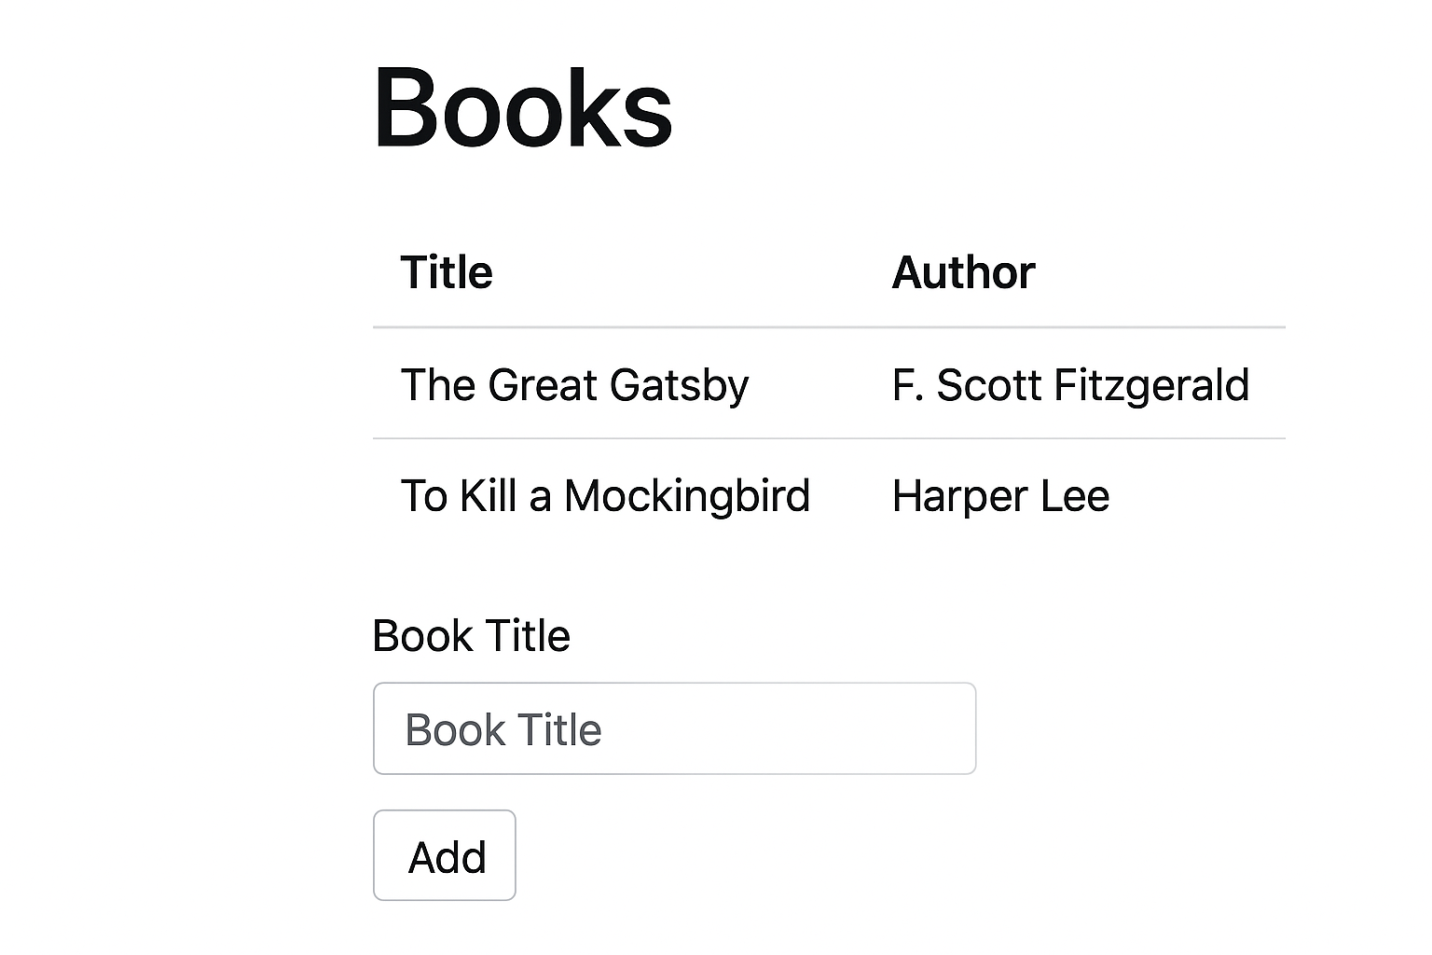 Books
Title Author
The Great Gatsby F. Scott Fitzgerald
To Kill a Mockingbird Harper Lee
Book Title
Book Title
Add